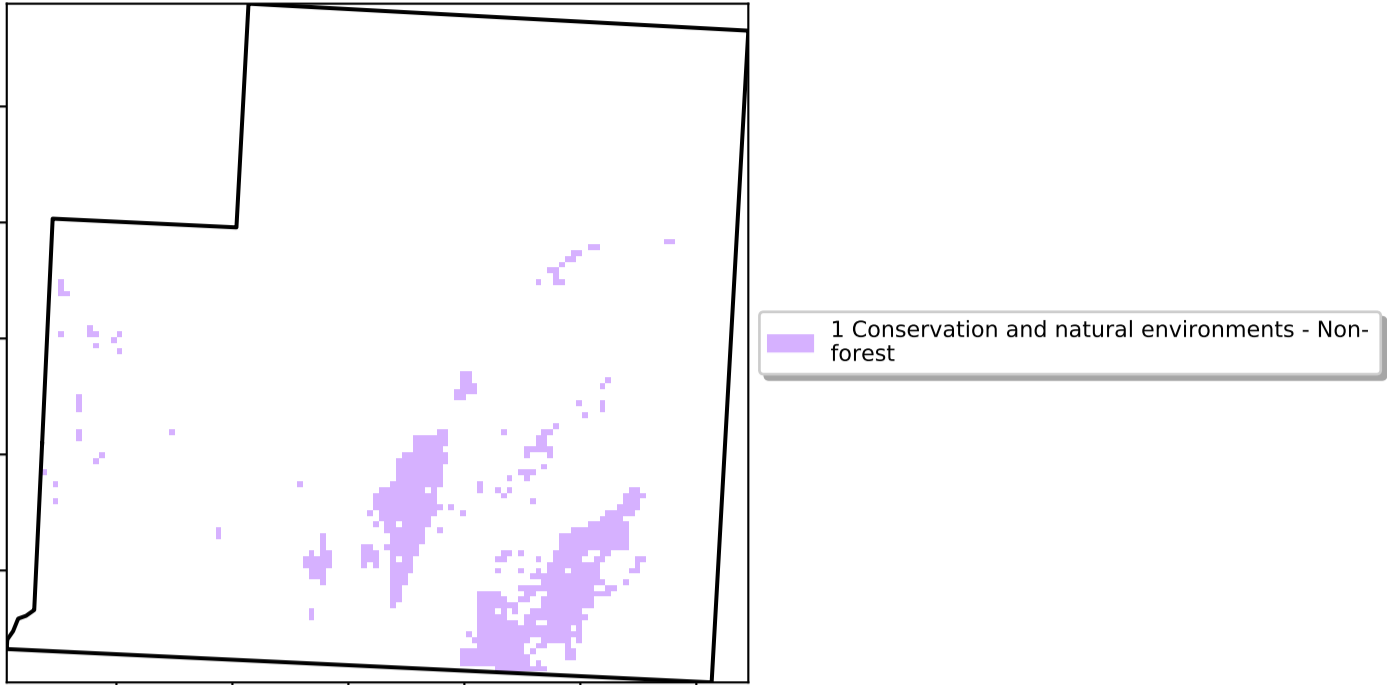 1 Conservation and natural environments - Non-
forest